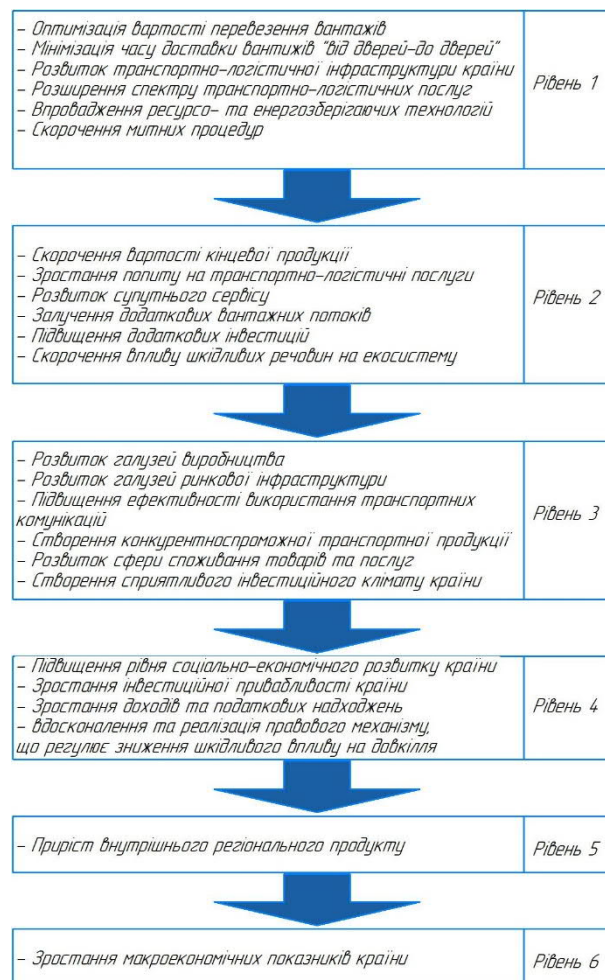 – Оптимізація вартості перевезення вантажів
– Мінімізація часу доставки вантижів "від дверей-до дверей"
– Розвиток транспортно-логістичної інфраструктури країни
– Розширення спектру транспортно-логістичних послуг
– Впровадження ресурсо- та енергозберігаючих технологій
– Скорочення митних процедур
Рівень 1
– Скорочення вартості кінцевої продукції
– Зростання попиту на транспортно-логістичні послуги
– Розвиток супутнього сервісу
– Залучення додаткових вантажних потоків
– Підвищення додаткових інвестицій
– Скорочення впливу шкідливих речовин на екосистему
Рівень 2
– Розвиток галузей виробництва
– Розвиток галузей ринкової інфраструктури
– Підвищення ефективності використання транспортних
комунікацій
– Створення конкурентноспроможної транспортної продукції
– Розвиток сфери споживання товарів та послуг
– Створення сприятливого інвестиційного клімату країни
Рівень 3
– Підвищення рівня соціально-економічного розвитку країни
– Зростання інвестиційної привабливості країни
– Зростання доходів та податкових надходжень
– вдосконалення та реалізація правового механізму,
що регулює зниження шкідливого впливу на довкілля
Рівень 4
– Приріст внутрішнього регіонального продукту
Рівень 5
– Зростання макроекономічних показників країни
Рівень 6